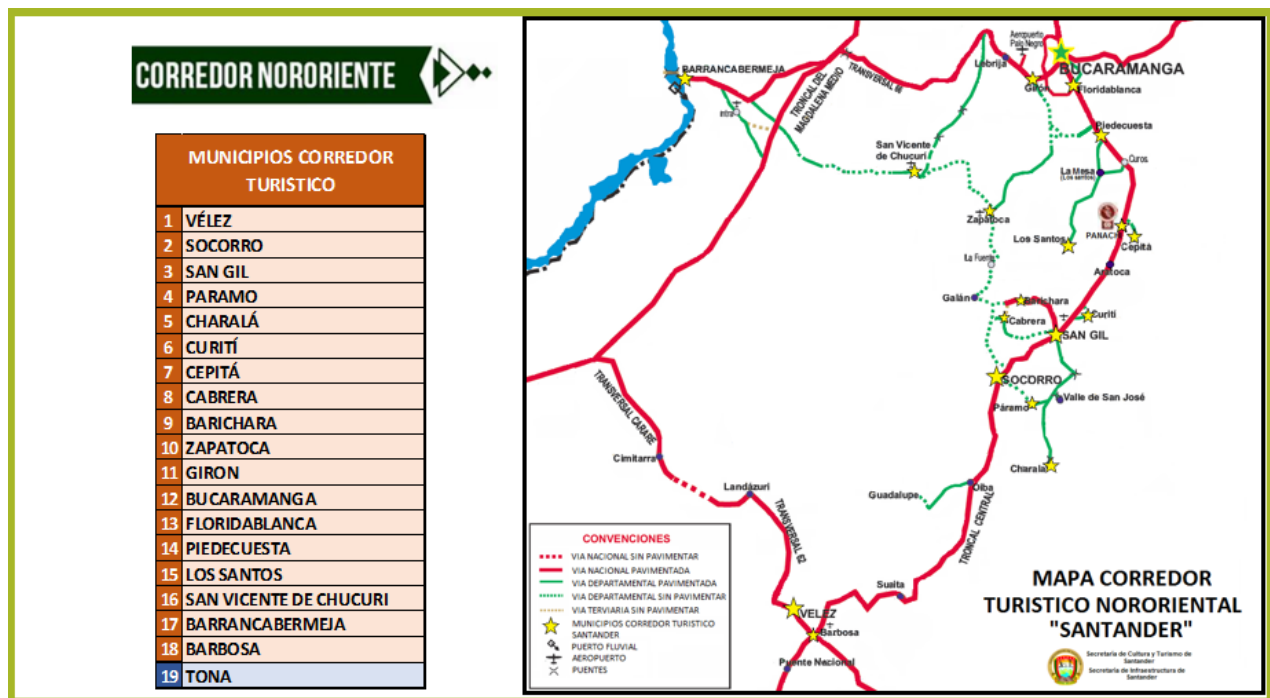 CORREDOR NORORIENTE
MUNICIPIOS CORREDOR
TURISTICO
1 VÉLEZ
2 SOCORRO
3 SAN GIL
4 PARAMO
5 CHARALÁ
6 CURITÍ
7 CEPITÁ
8 CABRERA
9 BARICHARA
10 ZAPATOCA
11 GIRON
12 BUCARAMANGA
13 FLORIDABLANCA
14 PIEDECUESTA
15 LOS SANTOS
16 SAN VICENTE DE CHUCURI
17 BARRANCABERMEJA
18 BARBOSA
19 TONA
Aeropuerto
Palo Negro
BARRANCABERMEJA
TRONCAL DEL
MAGDALENA MEDIO
TRANSVERSAL 66
Lebrija
BUCARAMANGA
Girón
Floridablanca
Piedecuesta
San Vicente
de Chucurí
Curos
La Mesa
(Los santos)
Zapatoca
Los Santos
PANACHI
Cepitá
La Fuente
Aratoca
Galán
Barichara
Cabrera
Curití
SAN GIL
SOCORRO
Páramo
Valle de San José
Charalá
TRANSVERSAL CARARE
Cimitarra
Landázuri
TRANSVERSAL 62
Guadalupe
Oiba
TRONCAL CENTRAL
Suaita
VELEZ
Barbosa
Puente Nacional
CONVENCIONES
VIA NACIONAL SIN PAVIMENTAR
VIA NACIONAL PAVIMENTADA
VIA DEPARTAMENTAL PAVIMENTADA
VIA DEPARTAMENTAL SIN PAVIMENTAR
VIA TERVIARIA SIN PAVIMENTAR
MUNICIPIOS CORREDOR TURISTICO
SANTANDER
PUERTO FLUVIAL
AEROPUERTO
PUENTES
MAPA CORREDOR
TURISTICO NORORIENTAL
"SANTANDER"
Secretaría de Cultura y Turismo de
Santander
Secretaría de Infraestructura de
Santander